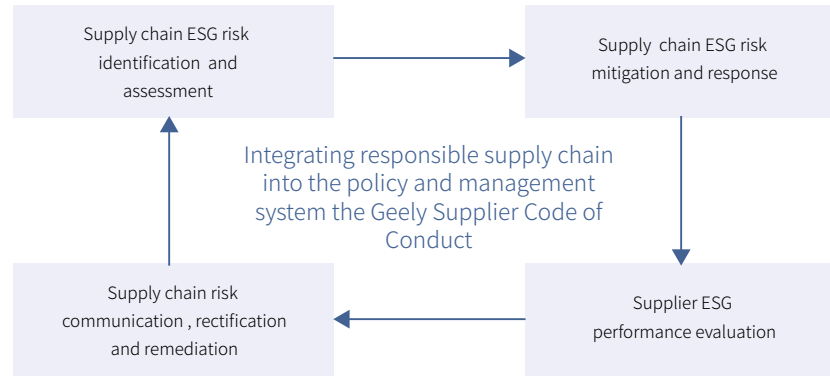 Supply chain ESG risk
identification and
assessment
Supply chain ESG risk
mitigation and response
Integrating responsible supply chain
into the policy and management
system the Geely Supplier Code of
Conduct
Supply chain risk
communication , rectification
and remediation
Supplier ESG
performance evaluation